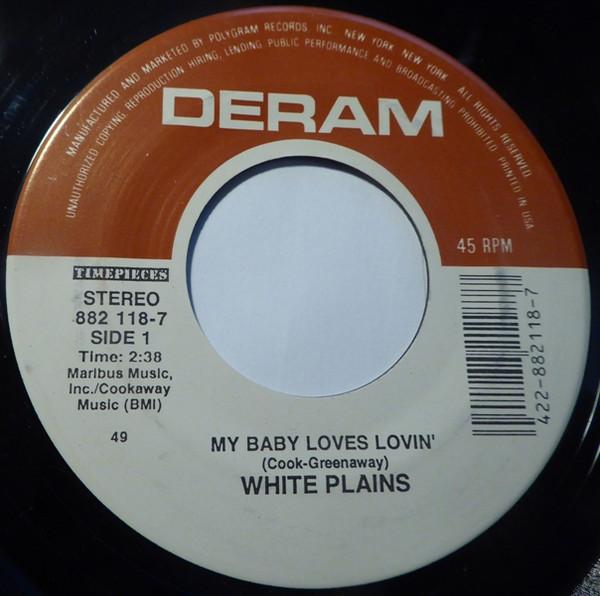 MANUFACTURED AND MARKETED BY POLYGRAM RECORDS INC. NEW YORK, NEW YORK. ALL RIGHTS RESERVED.
UNAUTHORIZED COPYING, REPRODUCTION HIRING, LENDING PUBLIC PERFORMANCE AND BROADCASTING PROHIBITED PRINTED IN USA
DERAM
45 RPM
TIMEPIECES
STEREO
882 118-7
SIDE 1
Time: 2:38
Maribus Music,
Inc./Cookaway
Music (BMI)
49
422-882118-7
MY BABY LOVES LOVIN'
(Cook-Greenaway)
WHITE PLAINS